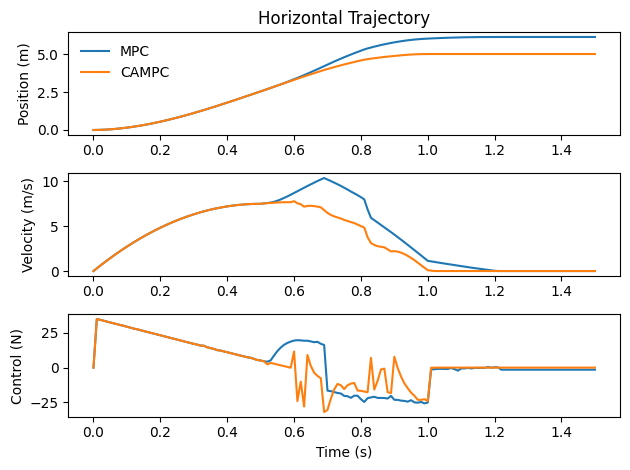 Horizontal Trajectory
Position (m)
5.0
2.5
0.0
MPC
CAMPC
0.0 0.2 0.4 0.6 0.8 1.0 1.2 1.4
Velocity (m/s)
10
5
0
0.0 0.2 0.4 0.6 0.8 1.0 1.2 1.4
Control (N)
25
0
−25
0.0 0.2 0.4 0.6 0.8 1.0 1.2 1.4
Time (s)